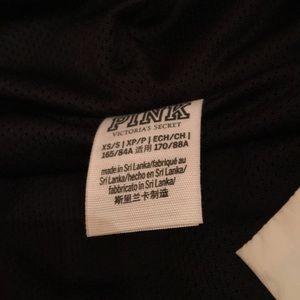 PINK
VICTORIA'S SECRET
XS/S | XP/P | ECH/CH |
165/84A 适用 170/88A
made in Sri Lanka/fabriqué au
Sri Lanka/hecho en Sri Lanka/
fabbricato in Sri Lanka/
斯里兰卡制造